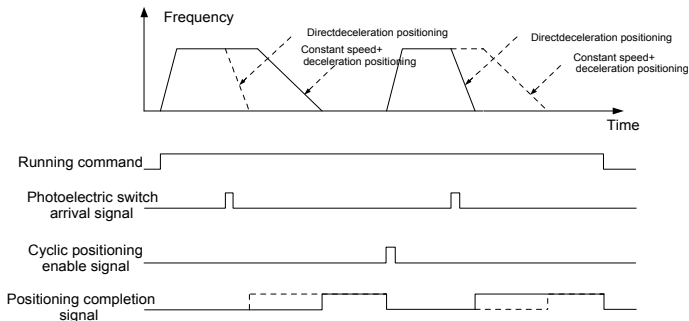 Frequency
Directdeceleration positioning
Constant speed+
deceleration positioning
Directdeceleration positioning
Constant speed+
deceleration positioning
Time
Running command
Photoelectric switch
arrival signal
Cyclic positioning
enable signal
Positioning completion
signal